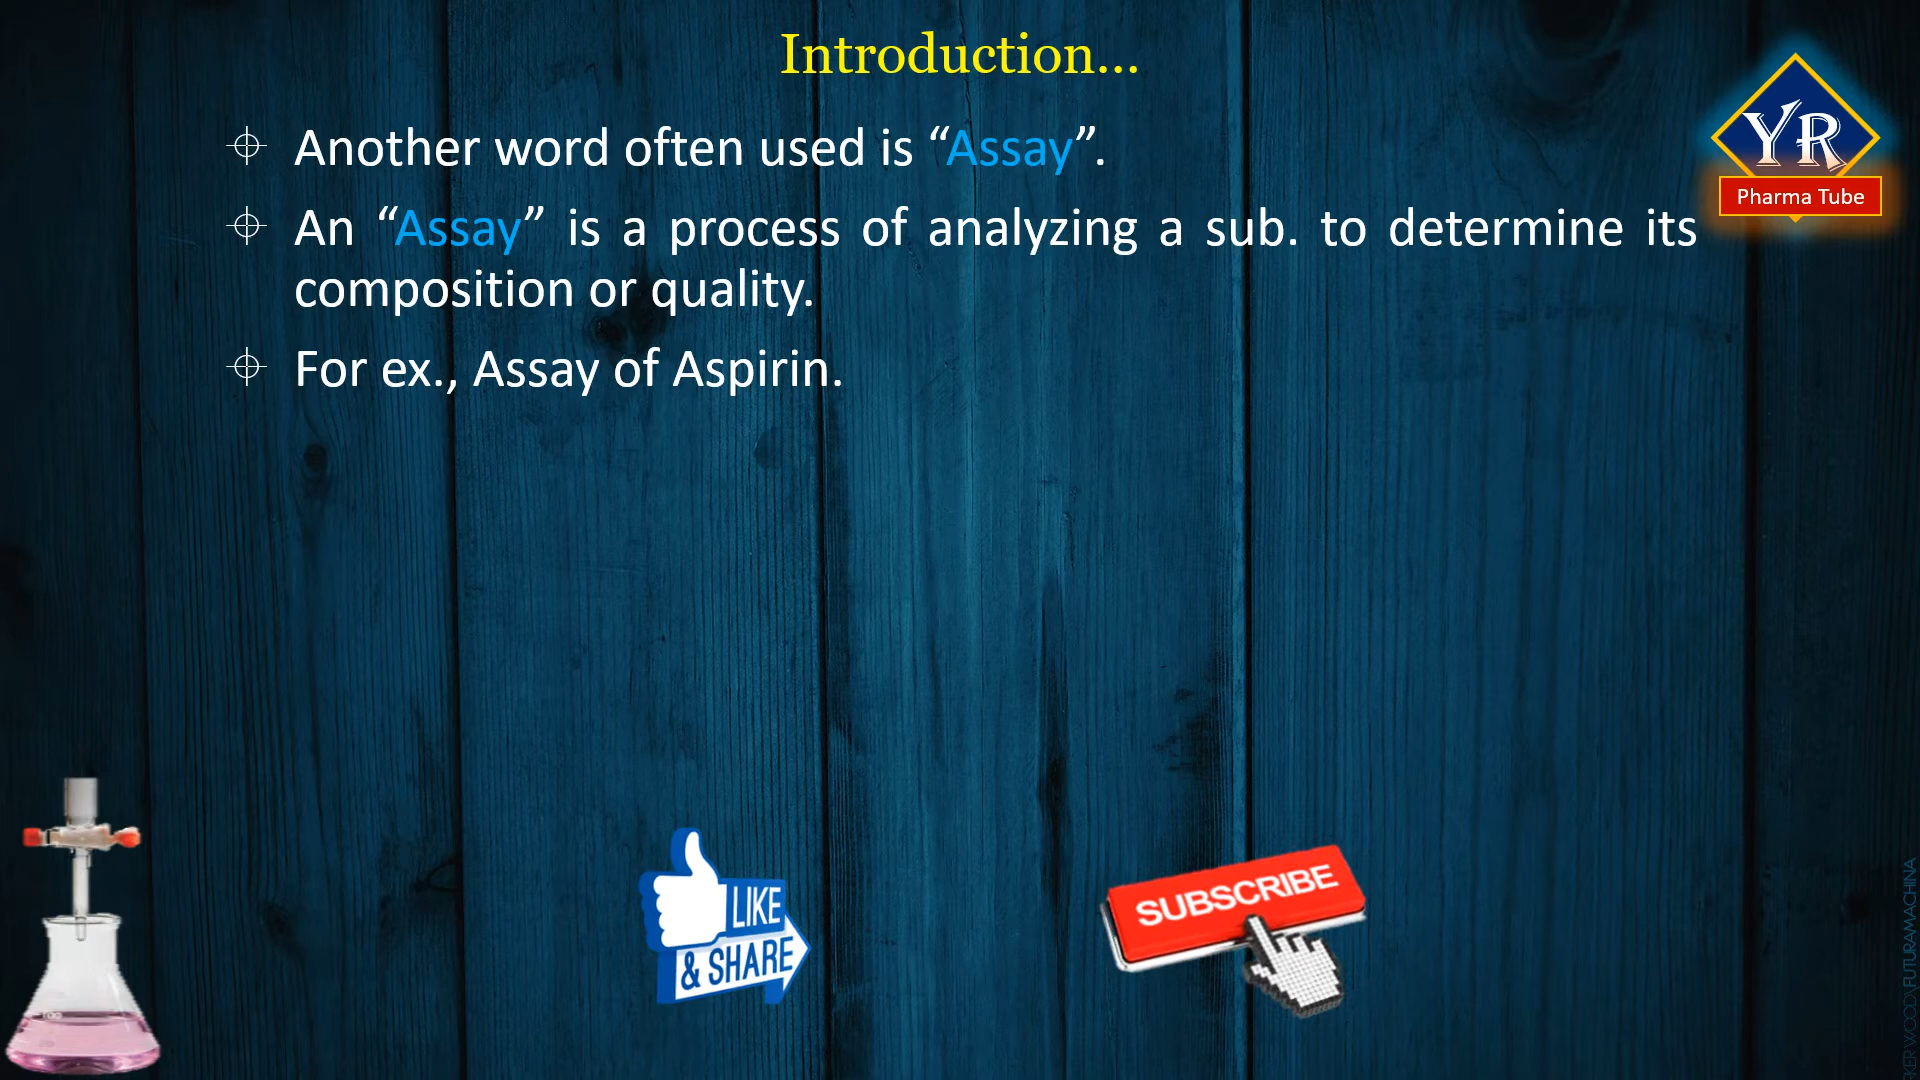 Introduction...
Another word often used is “Assay”.
An “Assay” is a process of analyzing a sub. to determine its
composition or quality.
For ex., Assay of Aspirin.
YR
Pharma Tube
LIKE
& SHARE
SUBSCRIBE